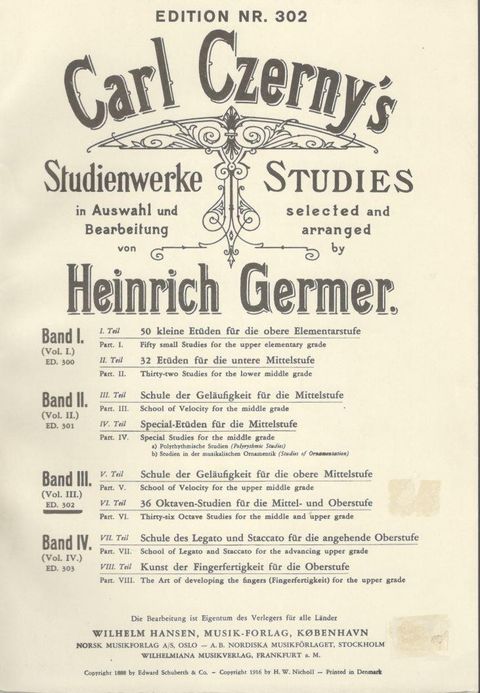 EDITION NR. 302
Carl Czerny's
Studienwerke STUDIES
in Auswahl und selected and
Bearbeitung arranged
von by
Heinrich Germer.
Band I. I. Teil 50 kleine Etüden für die obere Elementarstufe
(Vol. I.) Part. I. Fifty small Studies for the upper elementary grade
ED. 300 II. Teil 32 Etüden für die untere Mittelstufe
Part. II. Thirty-two Studies for the lower middle grade
Band II. III. Teil Schule der Geläufigkeit für die Mittelstufe
(Vol. II.) Part. III. School of Velocity for the middle grade
ED. 301 IV. Teil Special-Etüden für die Mittelstufe
Part. IV. Special Studies for the middle grade
a) Polyrhythmische Studien (Polyrythmic Studies)
b) Studien in der musikalischen Ornamentik (Studies of Ornamentation)
Band III. V. Teil Schule der Geläufigkeit für die obere Mittelstufe
(Vol. III.) Part. V. School of Velocity for the upper middle grade
ED. 302 VI. Teil 36 Oktaven-Studien für die Mittel- und Oberstufe
Part. VI. Thirty-six Octave Studies for the middle and upper grade
Band IV. VII. Teil Schule des Legato und Staccato für die angehende Oberstufe
(Vol. IV.) Part. VII. School of Legato and Staccato for the advancing upper grade
ED. 303 VIII. Teil Kunst der Fingerfertigkeit für die Oberstufe
Part. VIII. The Art of developing the fingers (Fingerfertigkeit) for the upper grade
Die Bearbeitung ist Eigentum des Verlegers für alle Länder
WILHELM HANSEN, MUSIK-FORLAG, KØBENHAVN
NORSK MUSIKFORLAG A/S, OSLO — A. B. NORDISKA MUSIKFÖRLAGET, STOCKHOLM
WILHELMIANA MUSIKVERLAG, FRANKFURT a. M.
Copyright 1888 by Edward Schuberth & Co. – Copyright 1916 by H. W. Nicholl – Printed in Denmark